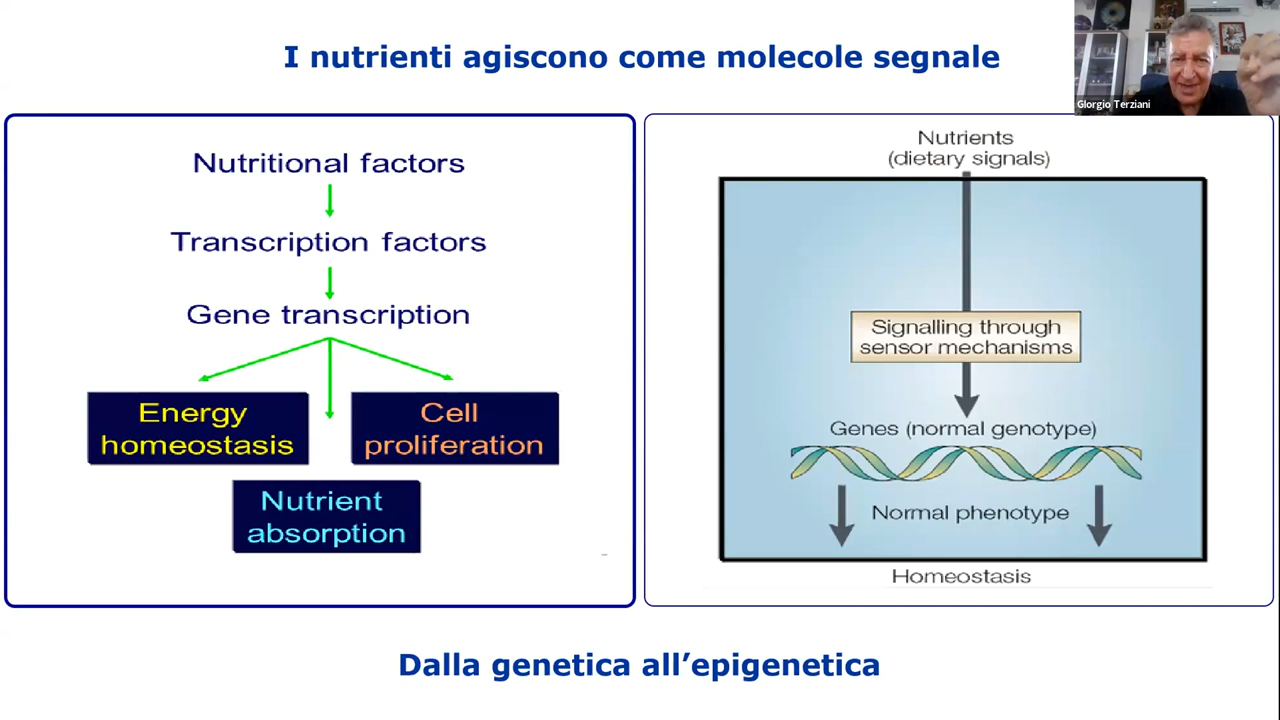 I nutrienti agiscono come molecole segnale
GIorgio Terziani
Nutritional factors
Transcription factors
Gene transcription
Energy
homeostasis
Cell
proliferation
Nutrient
absorption
Nutrients
(dietary signals)
Signalling through
sensor mechanisms
Genes (normal genotype)
Normal phenotype
Homeostasis
Dalla genetica all’epigenetica